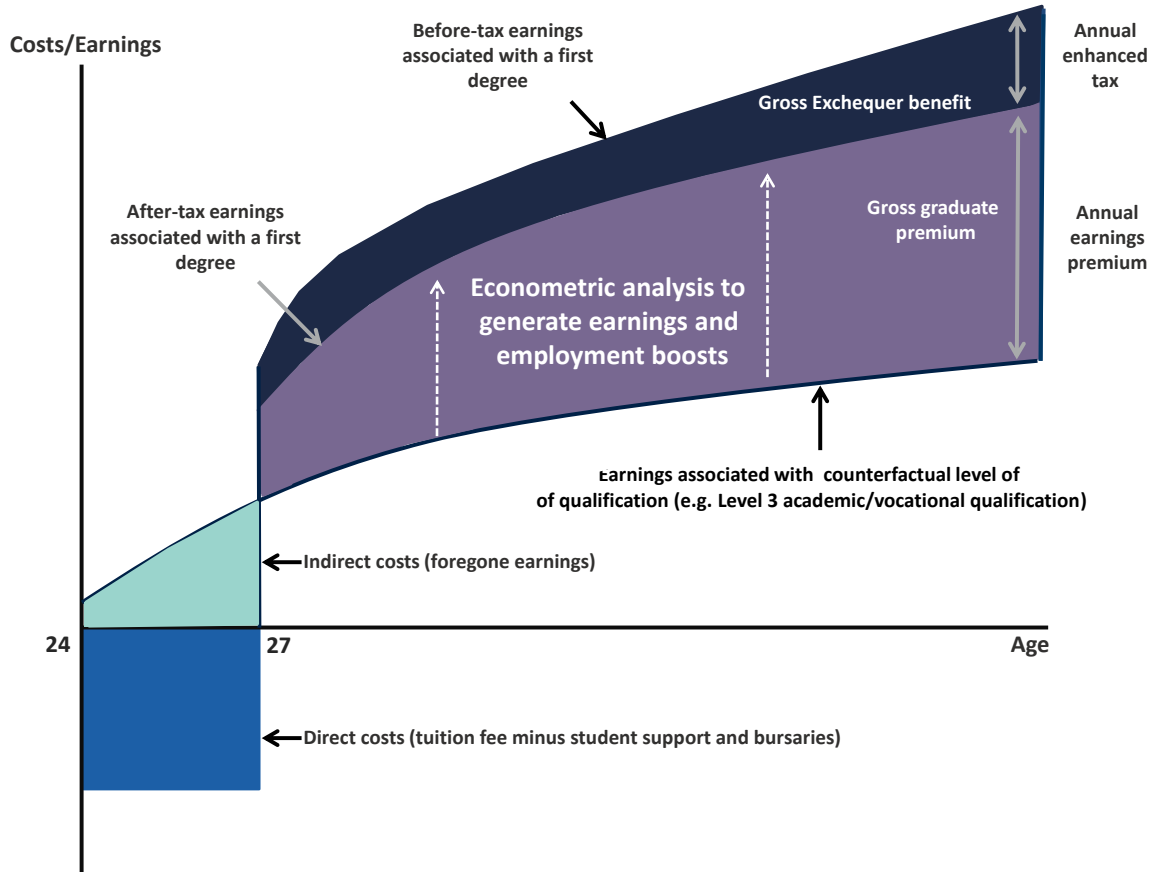 Costs/Earnings
Before-tax earnings
associated with a first
degree
Annual
enhanced
tax
Gross Exchequer benefit
After-tax earnings
associated with a first
degree
Gross graduate
premium
Annual
earnings
premium
Econometric analysis to
generate earnings and
employment boosts
Earnings associated with counterfactual level of
of qualification (e.g. Level 3 academic/vocational qualification)
Indirect costs (foregone earnings)
24
27
Age
Direct costs (tuition fee minus student support and bursaries)